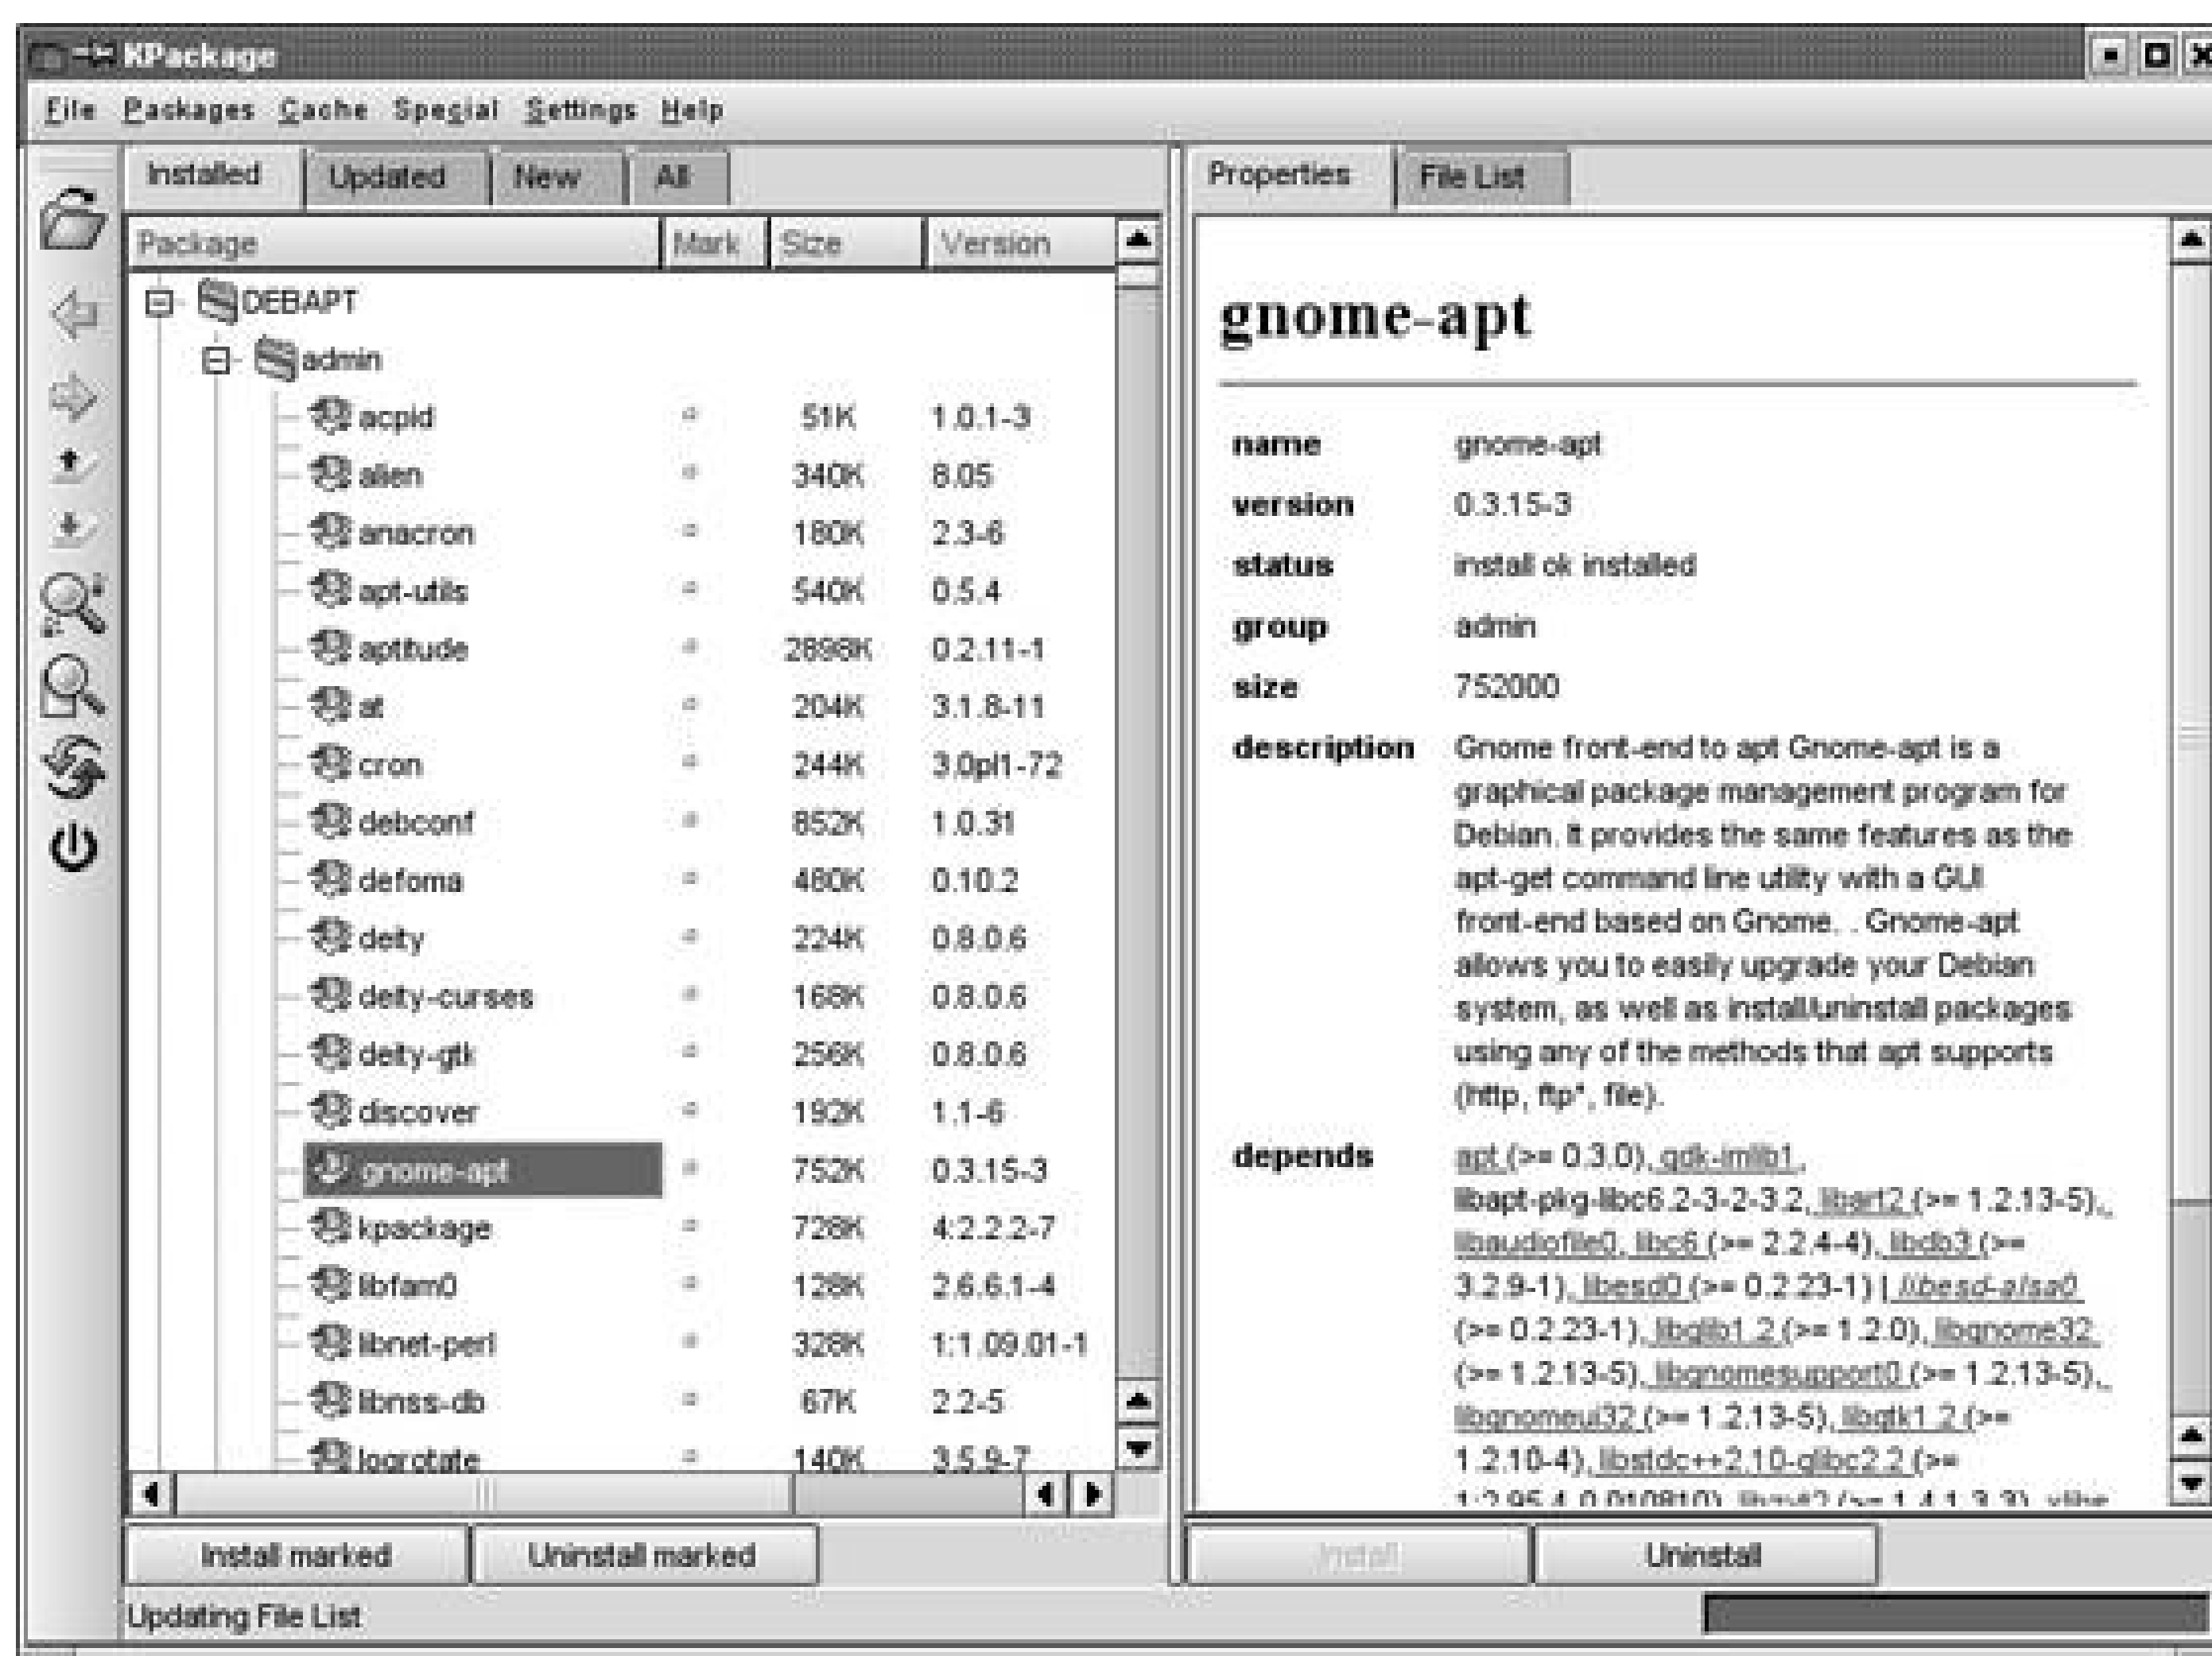 KPackage
File Packages Cache Special Settings Help
Installed Updated New All
Package Mark Size Version
DEBAPT
admin
acpid 51K 1.0.1-3
alien 340K 8.05
anacron 180K 2.3-6
apt-utils 540K 0.5.4
aptitude 2898K 0.2.11-1
at 204K 3.1.8-11
cron 244K 3.0pl1-72
debconf 852K 1.0.31
defoma 480K 0.10.2
deity 224K 0.8.0.6
deity-curses 168K 0.8.0.6
deity-gtk 256K 0.8.0.6
discover 192K 1.1-6
gnome-apt 752K 0.3.15-3
kpackage 728K 4:2.2.2-7
libfam0 128K 2.6.6.1-4
libnet-perl 328K 1:1.09.01-1
libnss-db 67K 2.2-5
logrotate 140K 3.5.9-7
Install marked Uninstall marked
Updating File List
Properties File List
gnome-apt
name gnome-apt
version 0.3.15-3
status install ok installed
group admin
size 752000
description Gnome front-end to apt Gnome-apt is a
graphical package management program for
Debian. It provides the same features as the
apt-get command line utility with a GUI
front-end based on Gnome. . Gnome-apt
allows you to easily upgrade your Debian
system, as well as install/uninstall packages
using any of the methods that apt supports
(http, ftp*, file).
depends apt (>= 0.3.0), gdk-imlib1,
libapt-pkg-libc6.2-3-2-3.2, libart2 (>= 1.2.13-5),
libaudiofile0, libc6 (>= 2.2.4-4), libdb3 (>=
3.2.9-1), libesd0 (>= 0.2.23-1) | libesd-alsa0
(>= 0.2.23-1), libglib1.2 (>= 1.2.0), libgnome32
(>= 1.2.13-5), libgnomesupport0 (>= 1.2.13-5),
libgnomeui32 (>= 1.2.13-5), libgtk1.2 (>=
1.2.10-4), libstdc++2.10-glibc2.2 (>=
1:2.95.4-0.010810), (>= 1.4.1.3.3),
Install Uninstall